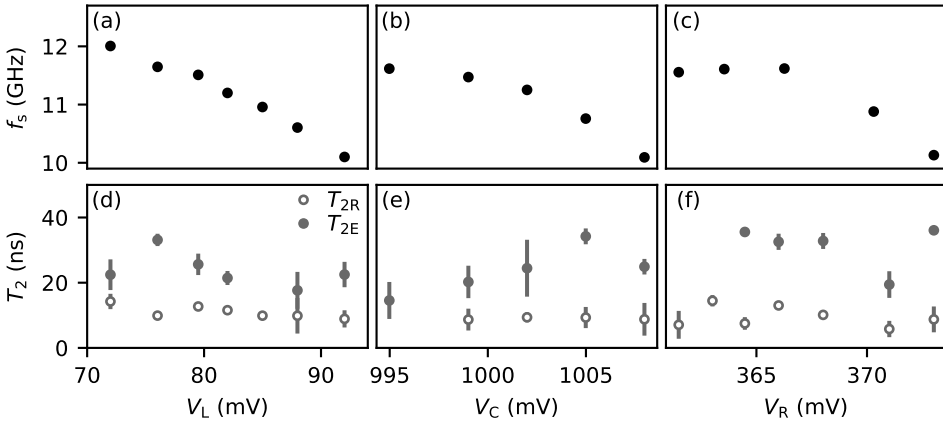 (a) (b) (c)
12
11
10
f_s (GHz)
(d) (e) (f)
T_2R
T_2E
40
20
0
T_2 (ns)
70 80 90 995 1000 1005 365 370
V_L (mV) V_C (mV) V_R (mV)